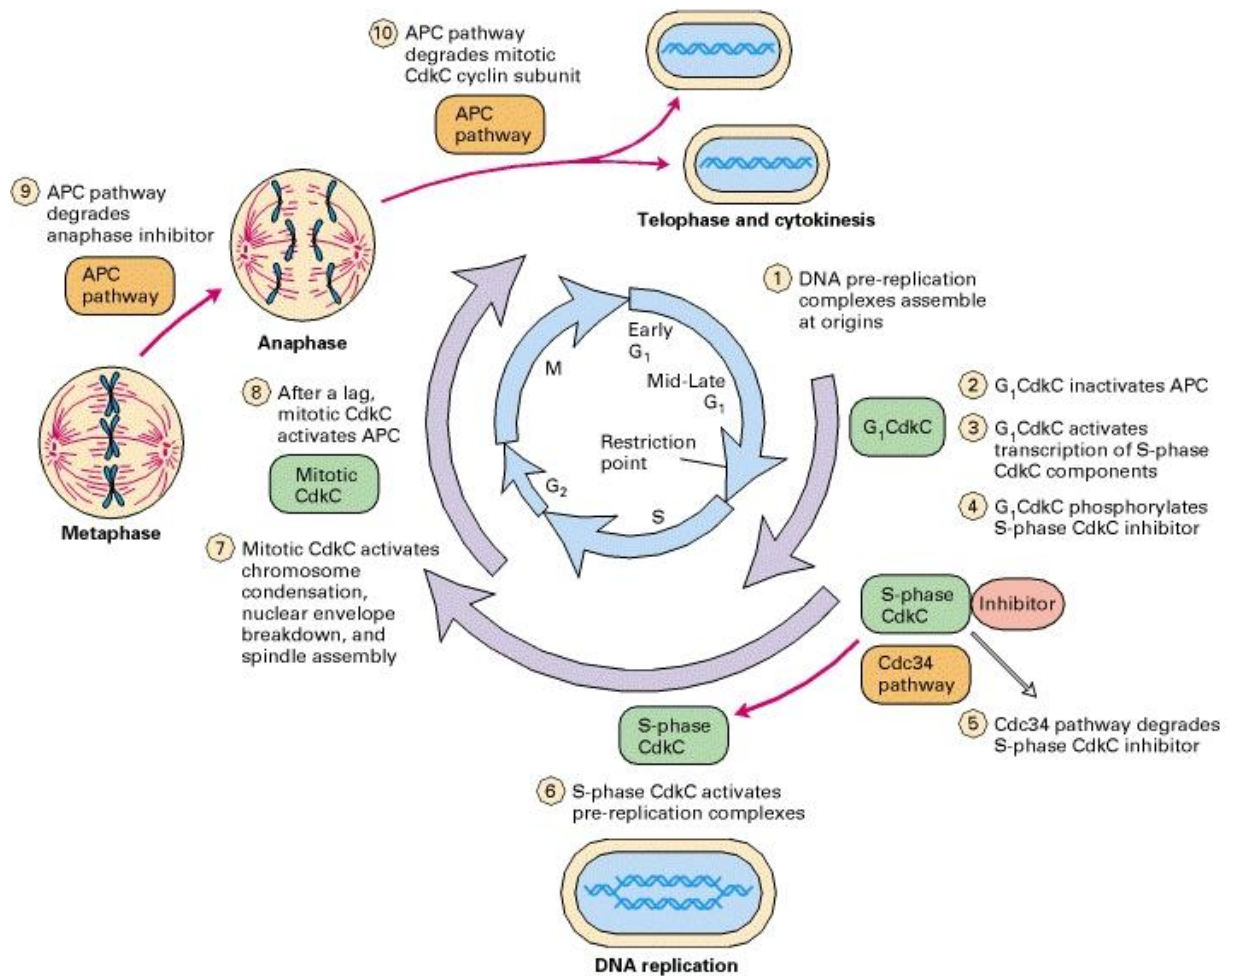 10 APC pathway
degrades mitotic
CdkC cyclin subunit
APC
pathway
Telophase and cytokinesis
9 APC pathway
degrades
anaphase inhibitor
APC
pathway
Anaphase
Metaphase
1 DNA pre-replication
complexes assemble
at origins
Early
G₁
Mid-Late
G₁
Restriction
point
S
G₂
M
G₁CdkC
2 G₁CdkC inactivates APC
3 G₁CdkC activates
transcription of S-phase
CdkC components
4 G₁CdkC phosphorylates
S-phase CdkC inhibitor
S-phase
CdkC
Inhibitor
Cdc34
pathway
5 Cdc34 pathway degrades
S-phase CdkC inhibitor
S-phase
CdkC
6 S-phase CdkC activates
pre-replication complexes
DNA replication
8 After a lag,
mitotic CdkC
activates APC
Mitotic
CdkC
7 Mitotic CdkC activates
chromosome
condensation,
nuclear envelope
breakdown, and
spindle assembly